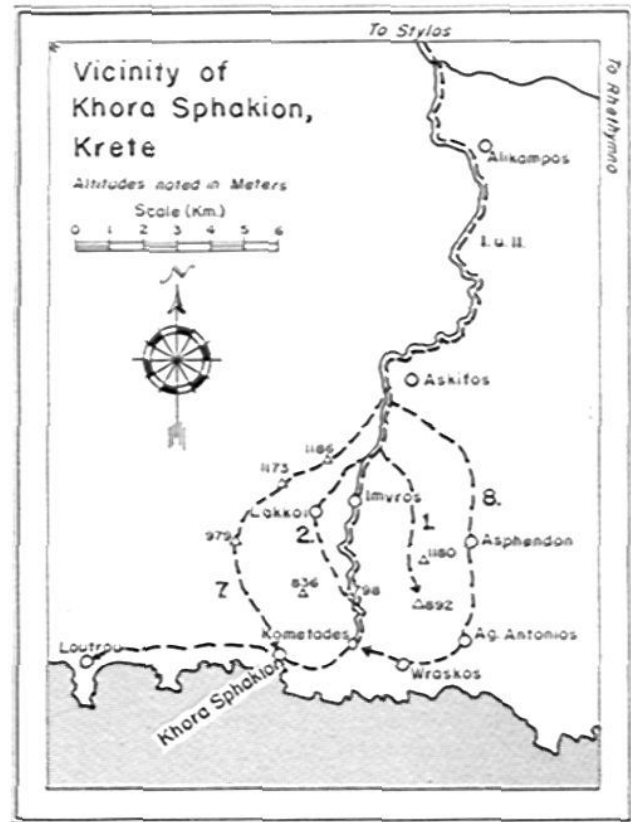 To Stylos
To Rhethymno
Vicinity of
Khora Sphakion,
Krete
Altitudes noted in Meters
Scale (Km.)
0 1 2 3 4 5 6
N
Alikampos
I. u. II.
Askifos
1186
1173
Lakkoi
Imvros
8.
2.
1.
979
Asphendon
1180
836
798
892
7.
Kometades
Ag. Antonios
Loutrou
Wraskos
Khora Sphakion